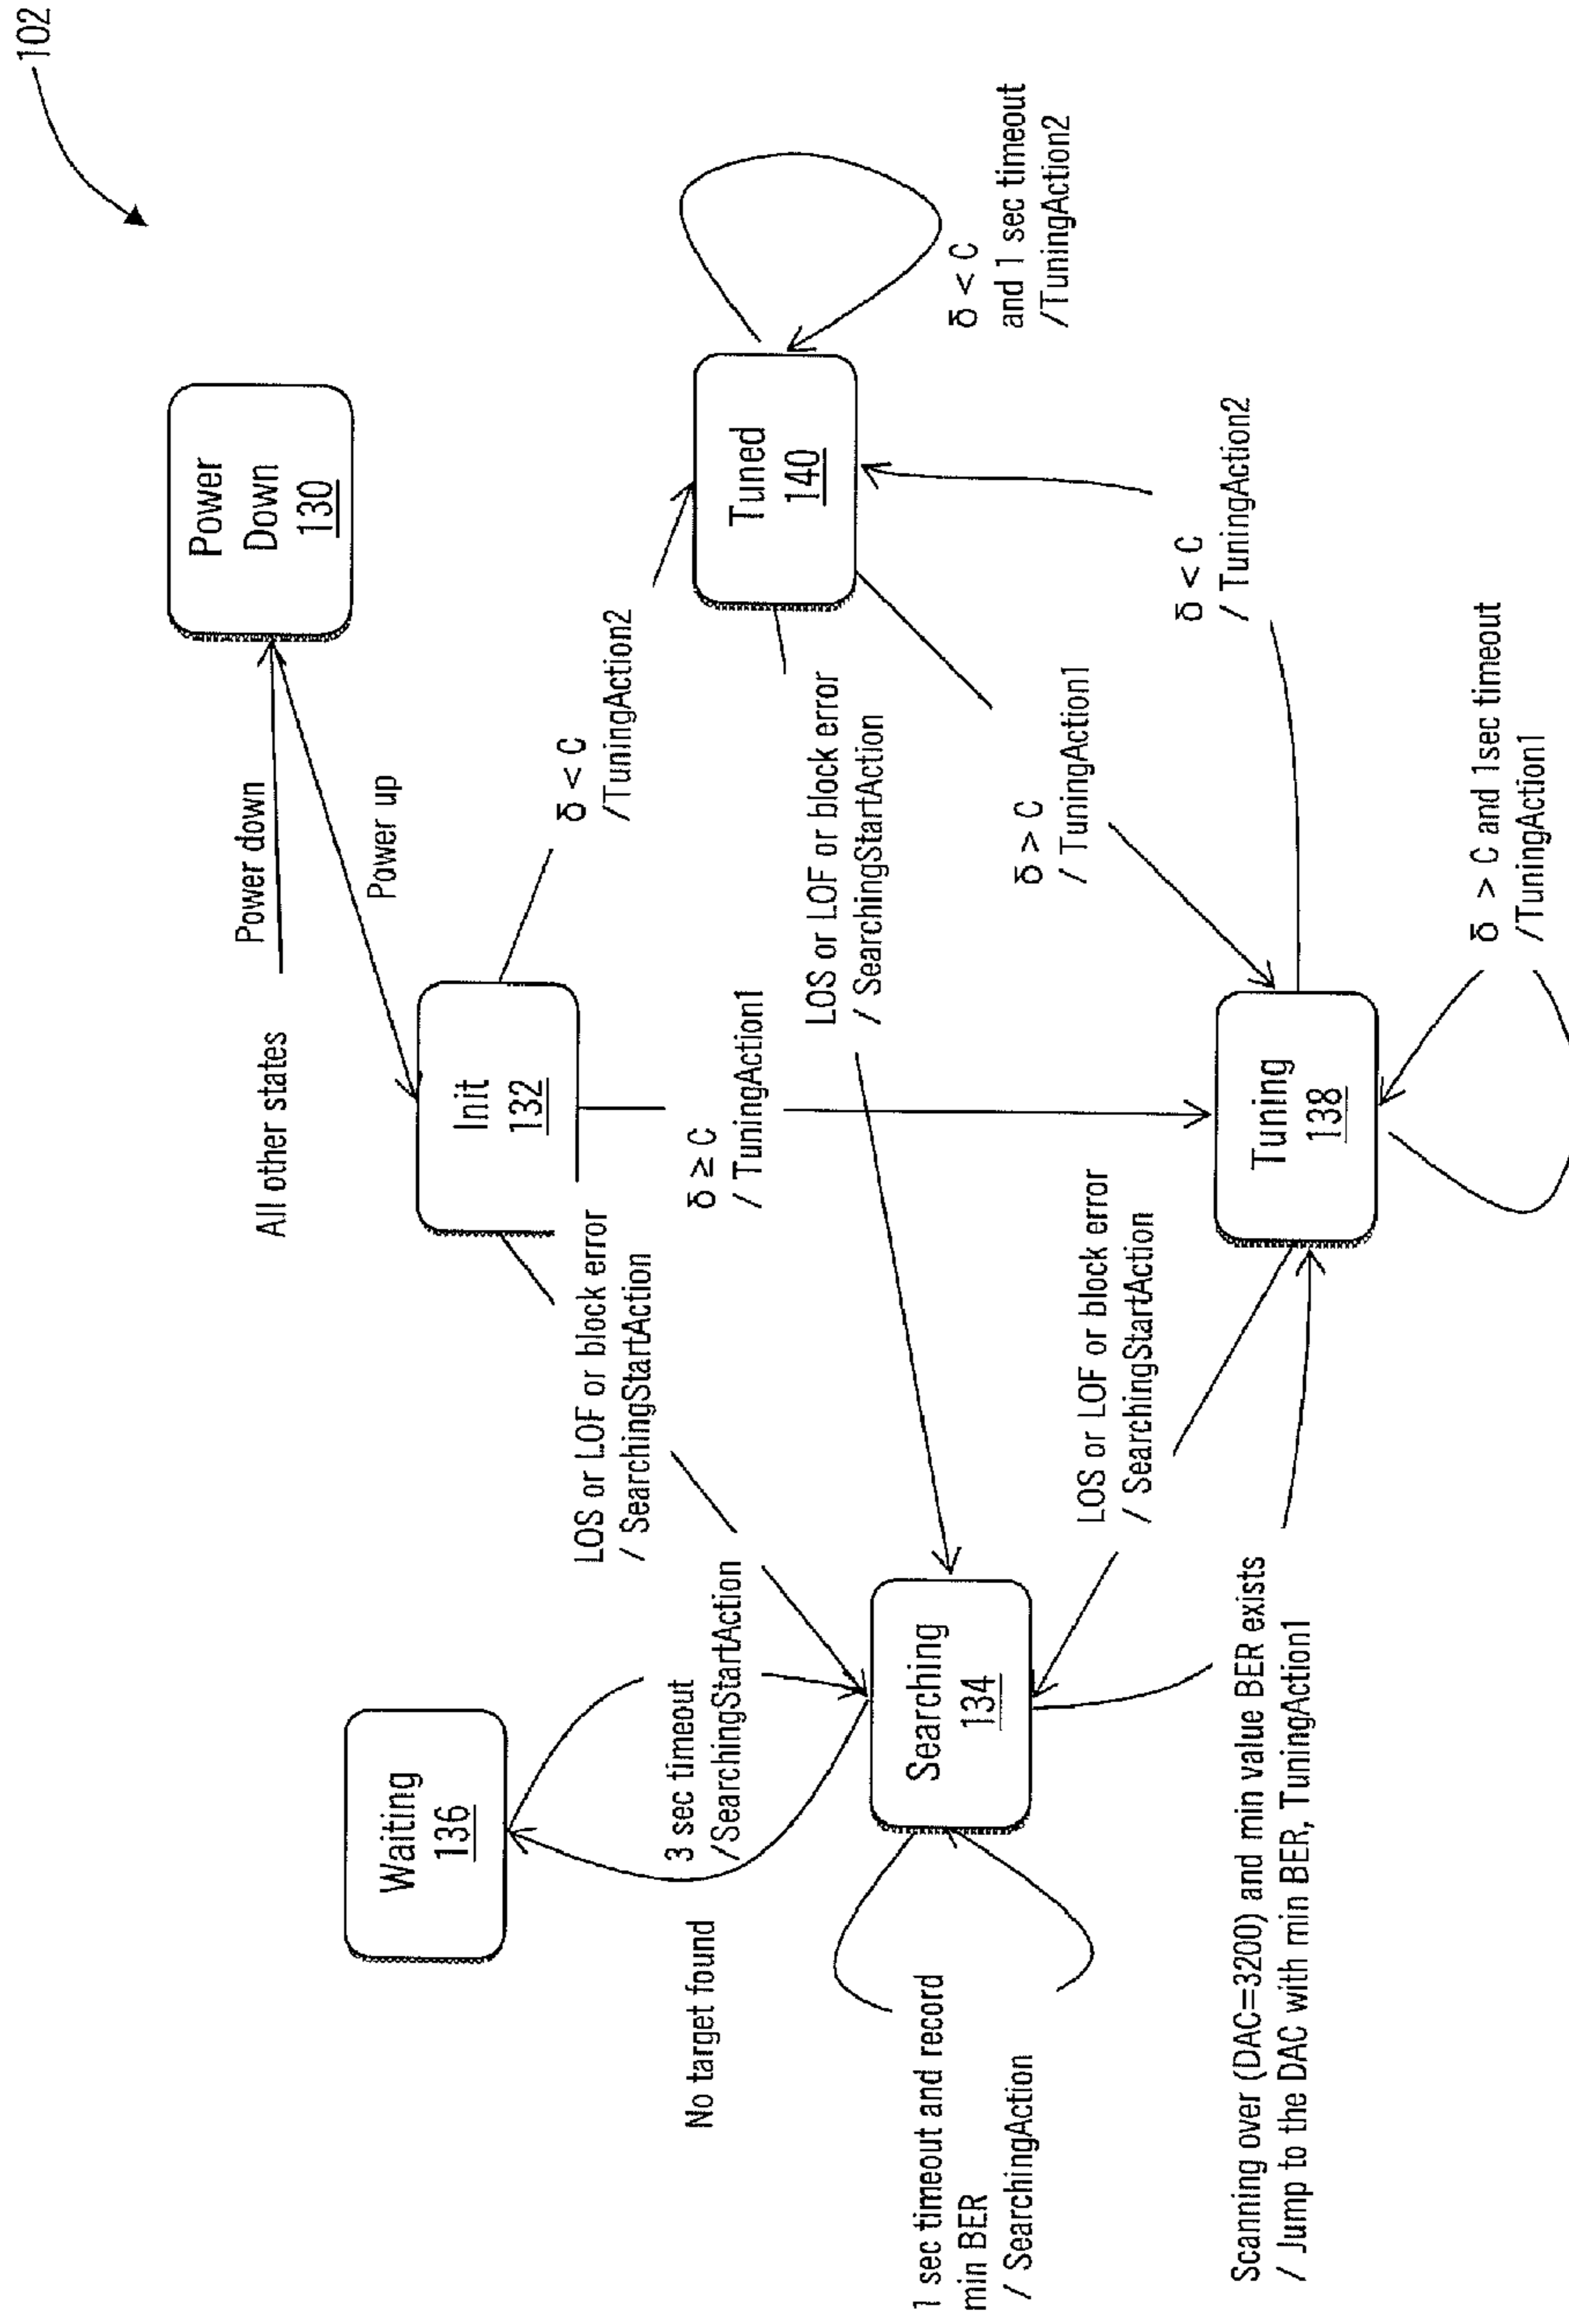 102
Power
Down
130
Power down
All other states
Power up
Init
132
δ < C
/TuningAction2
Tuned
140
δ < C
and 1 sec timeout
/TuningAction2
Waiting
136
LOS or LOF or block error
/ SearchingStartAction
δ ≥ C
/ TuningAction1
LOS or LOF or block error
/ SearchingStartAction
3 sec timeout
/SearchingStartAction
No target found
δ > C
/ TuningAction1
δ < C
/ TuningAction2
Searching
134
LOS or LOF or block error
/ SearchingStartAction
Tuning
138
1 sec timeout and record
min BER
/ SearchingAction
Scanning over (DAC=3200) and min value BER exists
/ Jump to the DAC with min BER, TuningAction1
δ > C and 1sec timeout
/TuningAction1